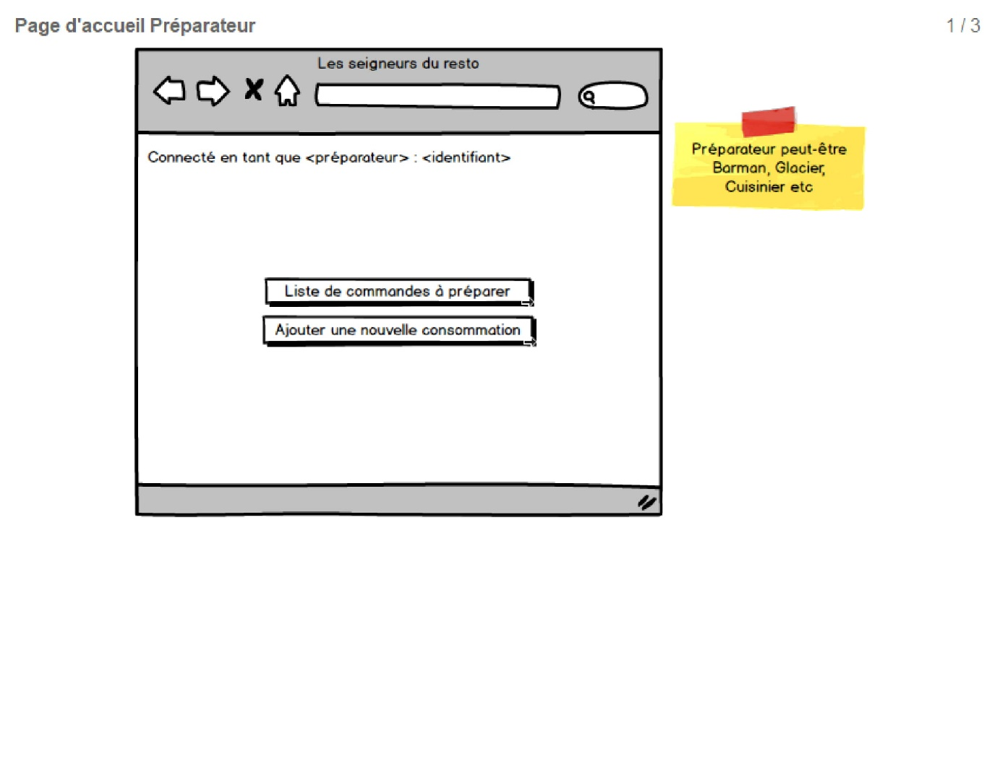 Page d'accueil Préparateur
1 / 3
Les seigneurs du resto
Connecté en tant que <préparateur> : <identifiant>
Préparateur peut-être
Barman, Glacier,
Cuisinier etc
Liste de commandes à préparer
Ajouter une nouvelle consommation